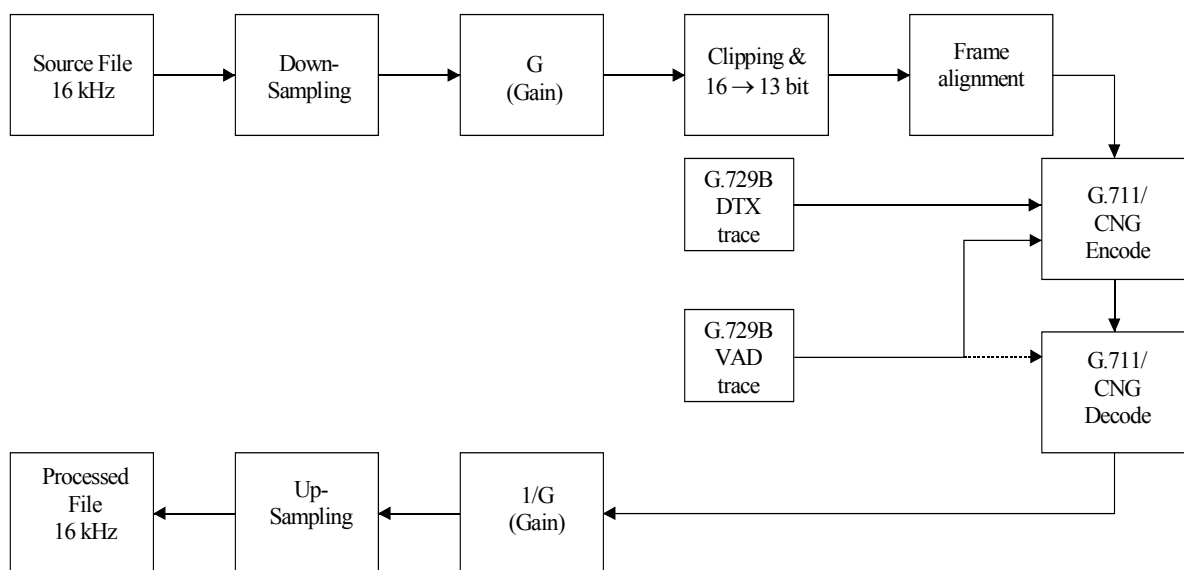 Source File
16 kHz
Down-
Sampling
G
(Gain)
Clipping &
16 → 13 bit
Frame
alignment
G.729B
DTX
trace
G.711/
CNG
Encode
G.729B
VAD
trace
G.711/
CNG
Decode
Processed
File
16 kHz
Up-
Sampling
1/G
(Gain)